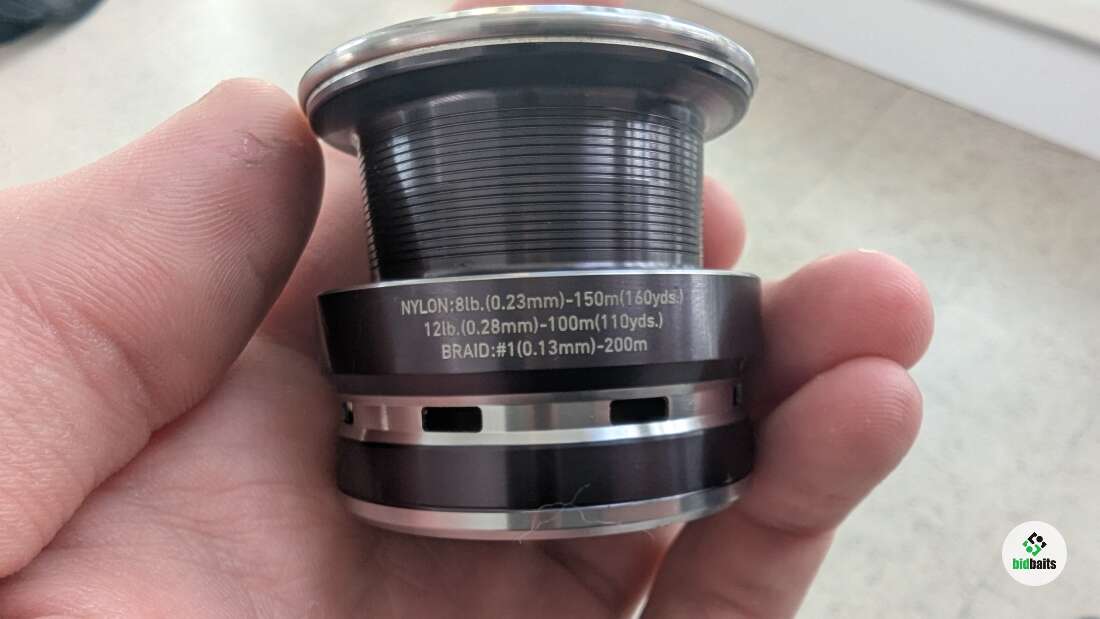 NYLON:8lb.(0.23mm)-150m(160yds.)
12lb.(0.28mm)-100m(110yds.)
BRAID:#1(0.13mm)-200m
bidbaits